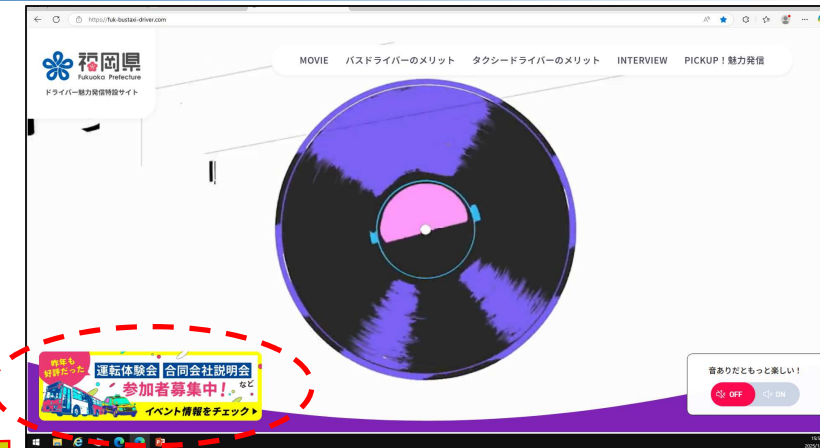 https://fuk-bustaxi-driver.com
福岡県
Fukuoka Prefecture
ドライバー魅力発信特設サイト
MOVIE バスドライバーのメリット タクシードライバーのメリット INTERVIEW PICKUP！魅力発信
昨年も
好評だった
運転体験会 合同会社説明会
など
参加者募集中！
イベント情報をチェック
音ありだともっと楽しい！
OFF ON